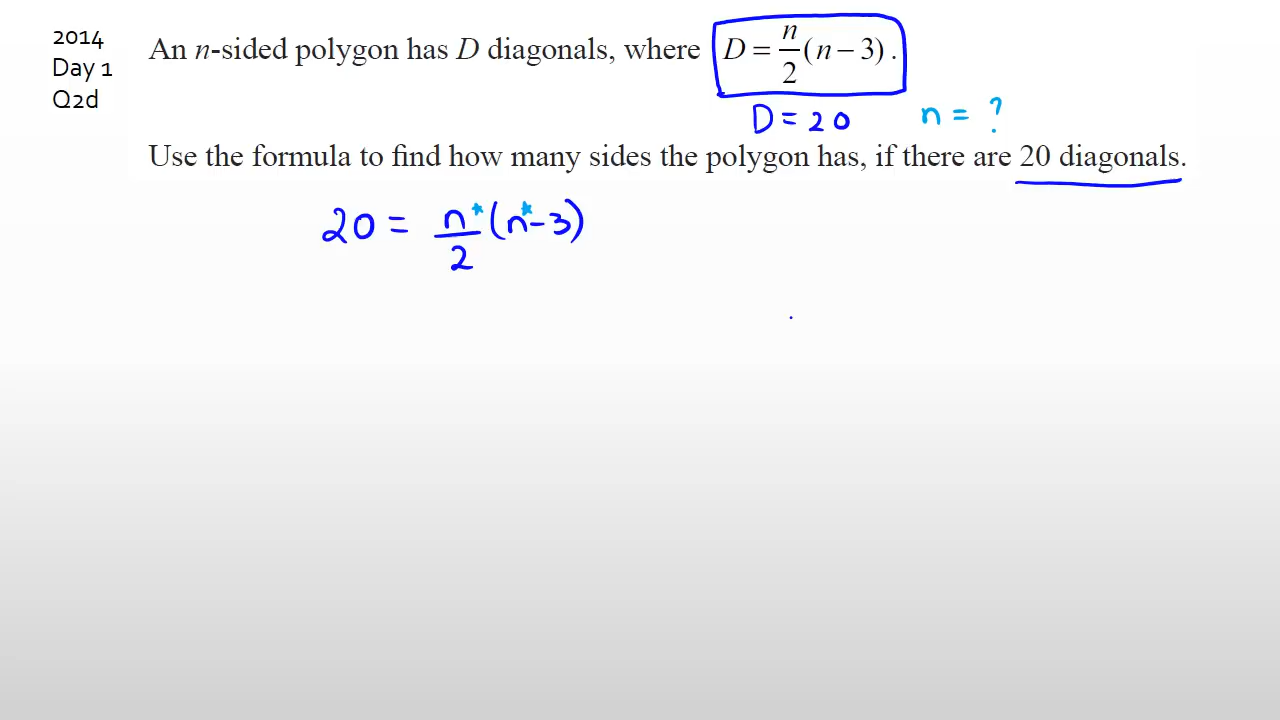 2014
Day 1
Q2d
An n-sided polygon has D diagonals, where D = n/2 (n − 3).
D = 20 n = ?
Use the formula to find how many sides the polygon has, if there are 20 diagonals.
20 = n*/2 (n* − 3)